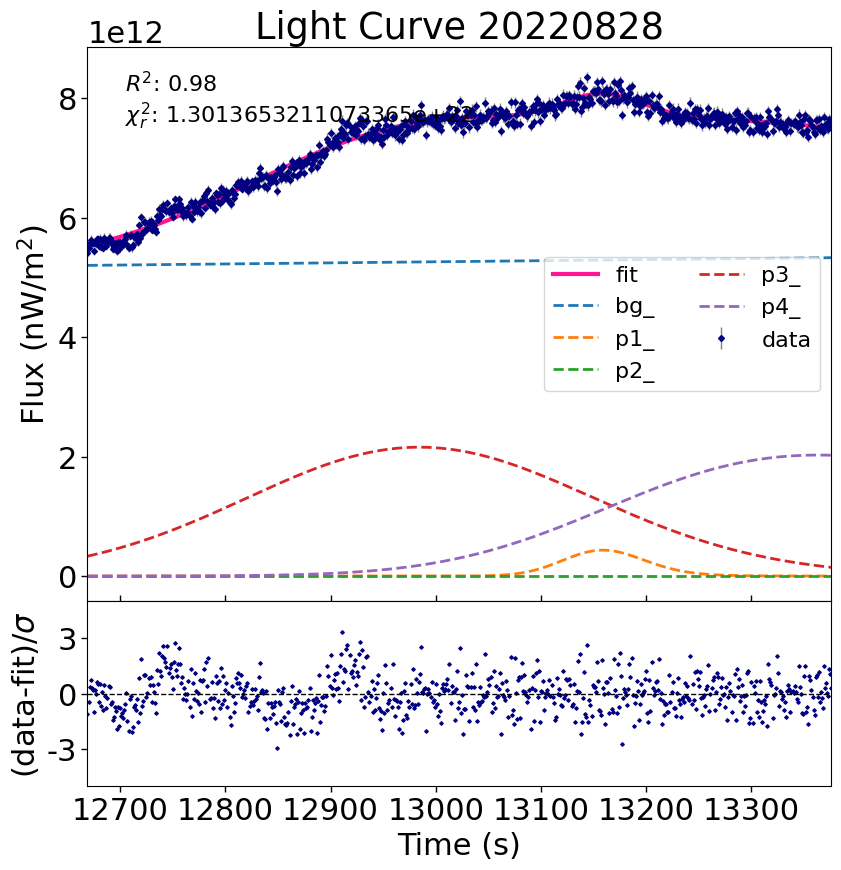 Light Curve 20220828
1e12
R²: 0.98
χ²ᵣ: 1.3013653211073365e+22
8
6
4
2
0
Flux (nW/m²)
fit
bg_
p1_
p2_
p3_
p4_
data
3
0
-3
(data-fit)/σ
12700 12800 12900 13000 13100 13200 13300
Time (s)